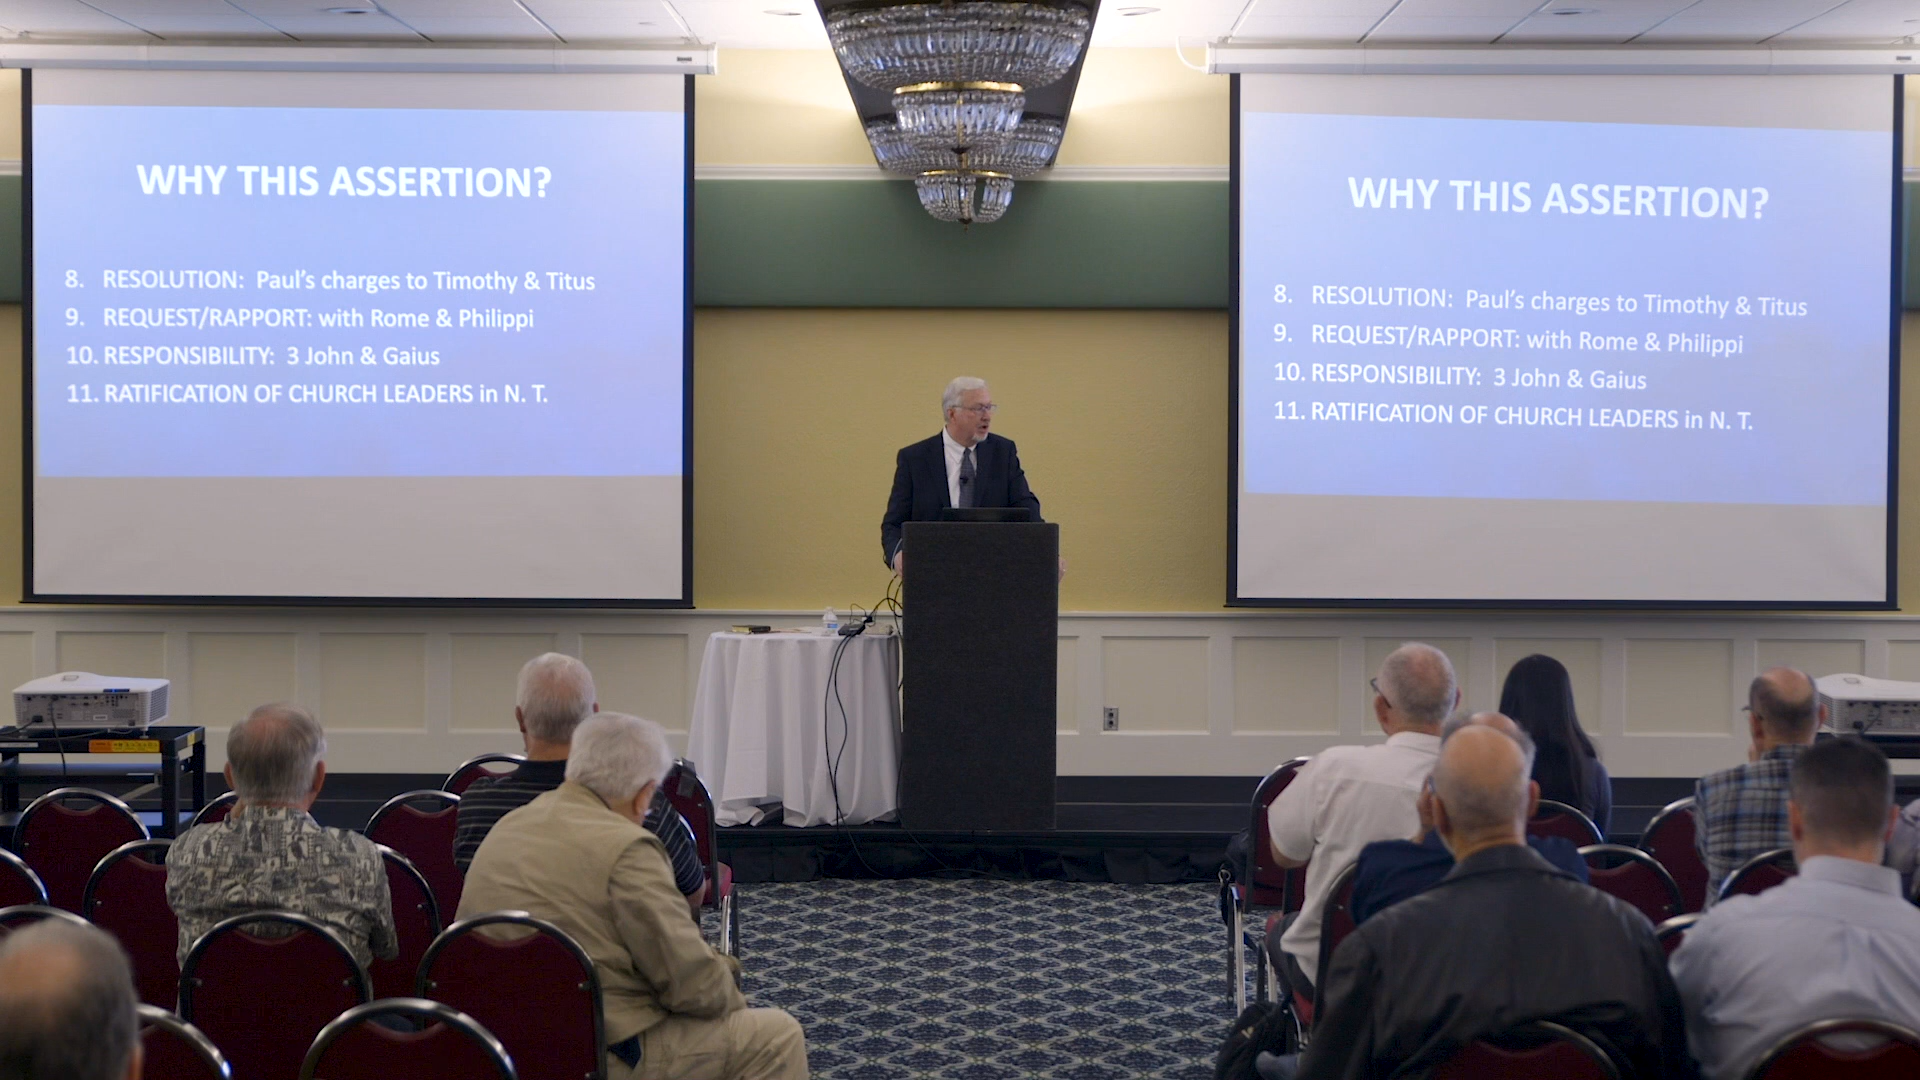 WHY THIS ASSERTION?
8. RESOLUTION: Paul's charges to Timothy & Titus
9. REQUEST/RAPPORT: with Rome & Philippi
10. RESPONSIBILITY: 3 John & Gaius
11. RATIFICATION OF CHURCH LEADERS in N. T.
WHY THIS ASSERTION?
8. RESOLUTION: Paul's charges to Timothy & Titus
9. REQUEST/RAPPORT: with Rome & Philippi
10. RESPONSIBILITY: 3 John & Gaius
11. RATIFICATION OF CHURCH LEADERS in N. T.